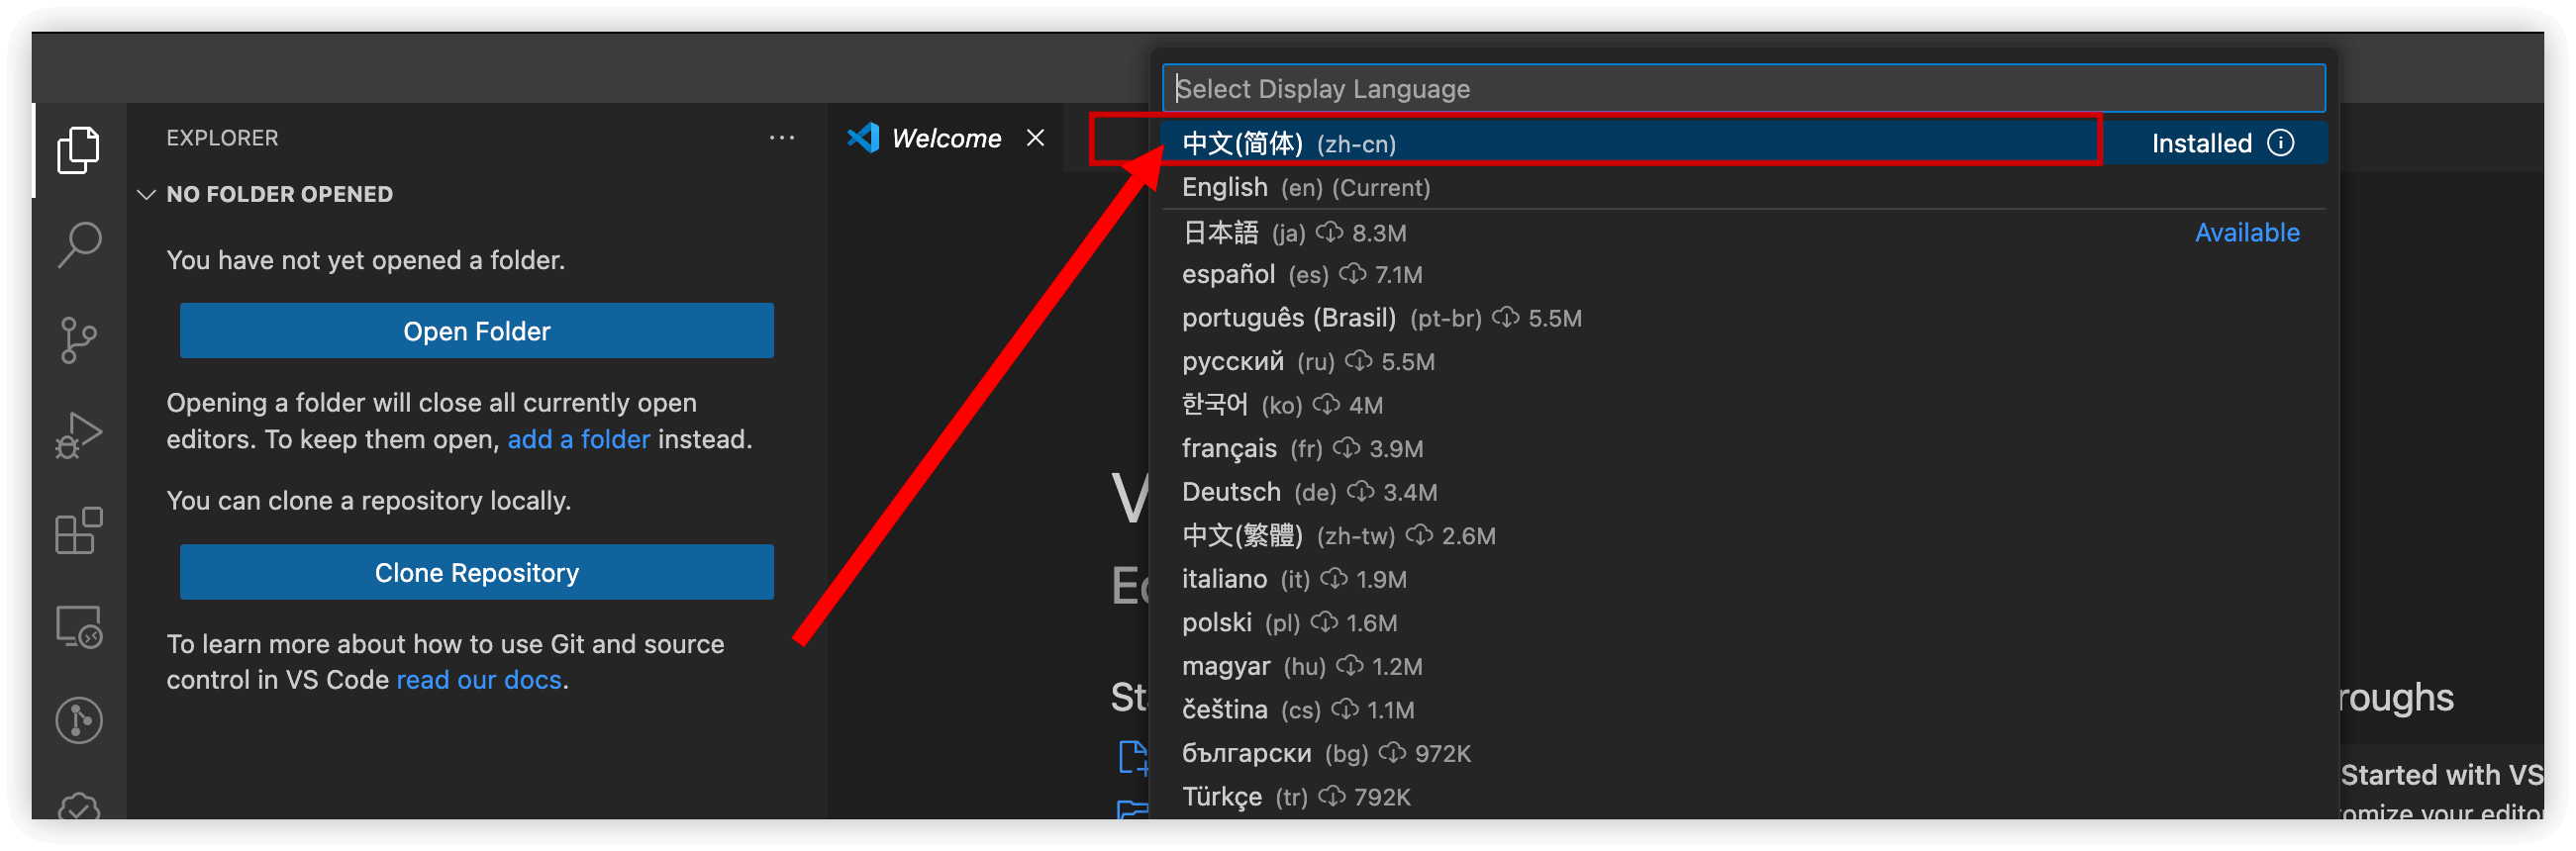 EXPLORER
NO FOLDER OPENED
You have not yet opened a folder.
Open Folder
Opening a folder will close all currently open
editors. To keep them open, add a folder instead.
You can clone a repository locally.
Clone Repository
To learn more about how to use Git and source
control in VS Code read our docs.
Welcome
Select Display Language
中文(简体) (zh-cn) Installed
English (en) (Current)
日本語 (ja) 8.3M Available
español (es) 7.1M
português (Brasil) (pt-br) 5.5M
русский (ru) 5.5M
한국어 (ko) 4M
français (fr) 3.9M
Deutsch (de) 3.4M
中文(繁體) (zh-tw) 2.6M
italiano (it) 1.9M
polski (pl) 1.6M
magyar (hu) 1.2M
čeština (cs) 1.1M
български (bg) 972K
Türkçe (tr) 792K
roughs
Started with VS
omize your editor